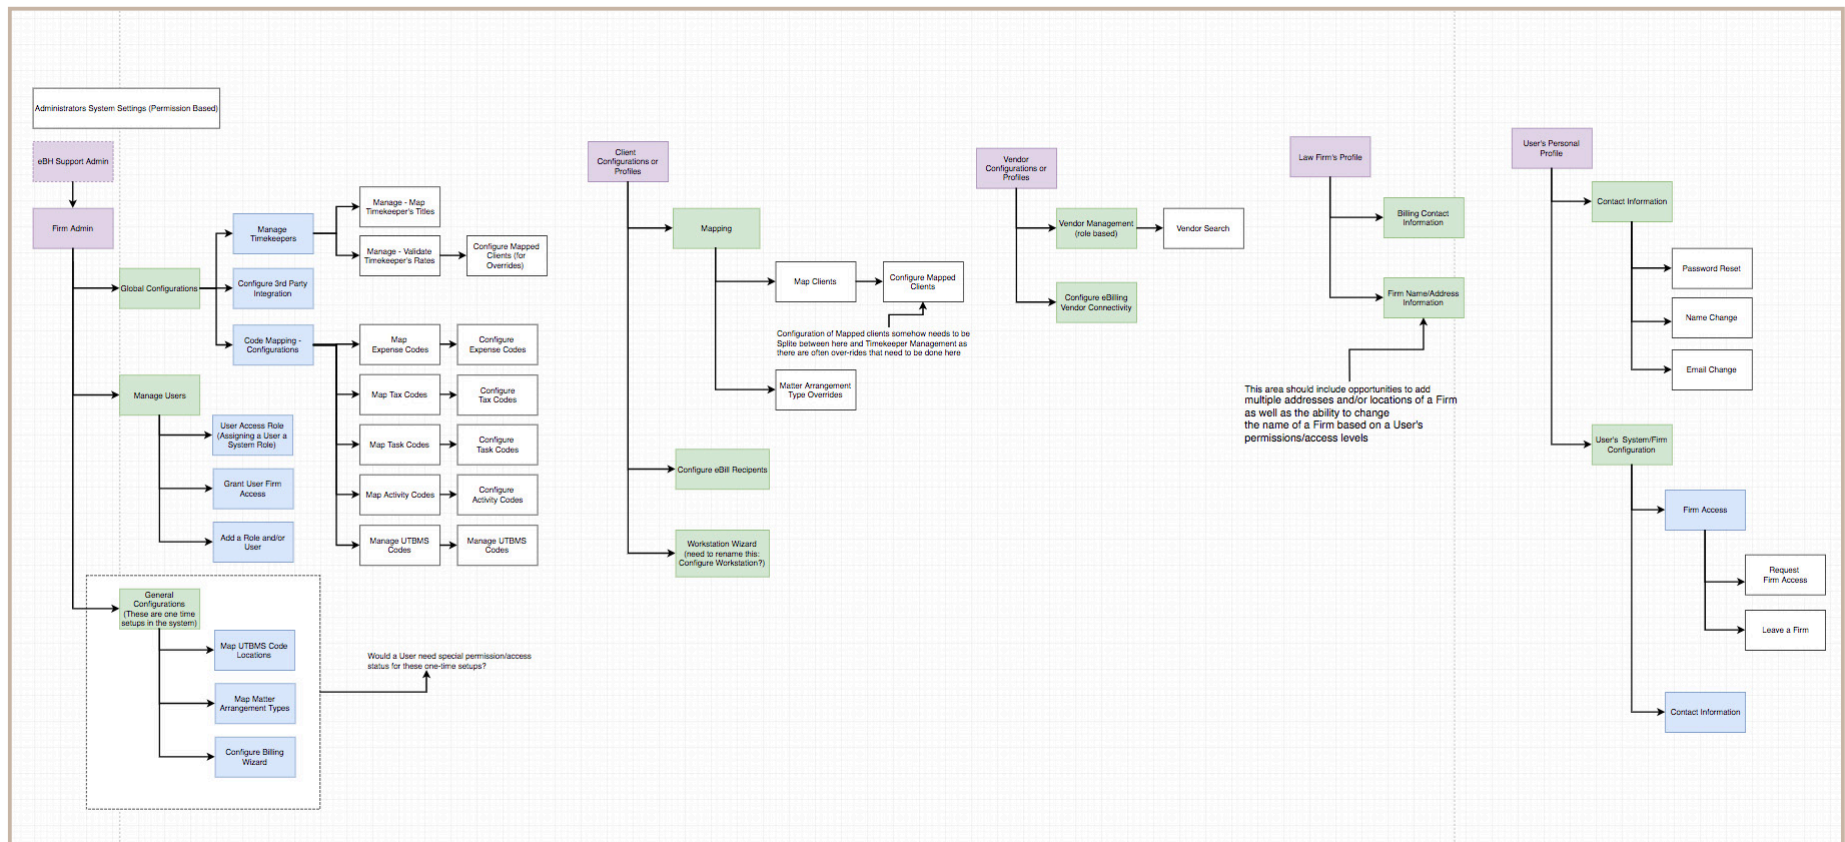 Administrators System Settings (Permission Based)
eBH Support Admin
Firm Admin
Global Configurations
Manage
Timekeepers
Manage - Map
Timekeeper's Titles
Manage - Validate
Timekeeper's Rates
Configure Mapped
Clients (for
Overrides)
Configure 3rd Party
Integration
Code Mapping -
Configurations
Map
Expense Codes
Configure
Expense Codes
Map Tax Codes
Configure
Tax Codes
Map Task Codes
Configure
Task Codes
Map Activity Codes
Configure
Activity Codes
Manage UTBMS
Codes
Manage UTBMS
Codes
Manage Users
User Access Role
(Assigning a User a
System Role)
Grant User Firm
Access
Add a Role and/or
User
General
Configurations
(These are one time
setups in the system)
Map UTBMS Code
Locations
Map Matter
Arrangement Types
Configure Billing
Wizard
Would a User need special permission/access
status for these one-time setups?
Client
Configurations or
Profiles
Mapping
Map Clients
Configure Mapped
Clients
Configuration of Mapped clients somehow needs to be
Splite between here and Timekeeper Management as
there are often over-rides that need to be done here
Matter Arrangement
Type Overrides
Configure eBill Recipents
Workstation Wizard
(need to rename this:
Configure Workstation?)
Vendor
Configurations or
Profiles
Vendor Management
(role based)
Vendor Search
Configure eBilling
Vendor Connectivity
Law Firm's Profile
Billing Contact
Information
Firm Name/Address
Information
This area should include opportunities to add
multiple addresses and/or locations of a Firm
as well as the ability to change
the name of a Firm based on a User's
permissions/access levels
User's Personal
Profile
Contact Information
Password Reset
Name Change
Email Change
User's System/Firm
Configuration
Firm Access
Request
Firm Access
Leave a Firm
Contact Information